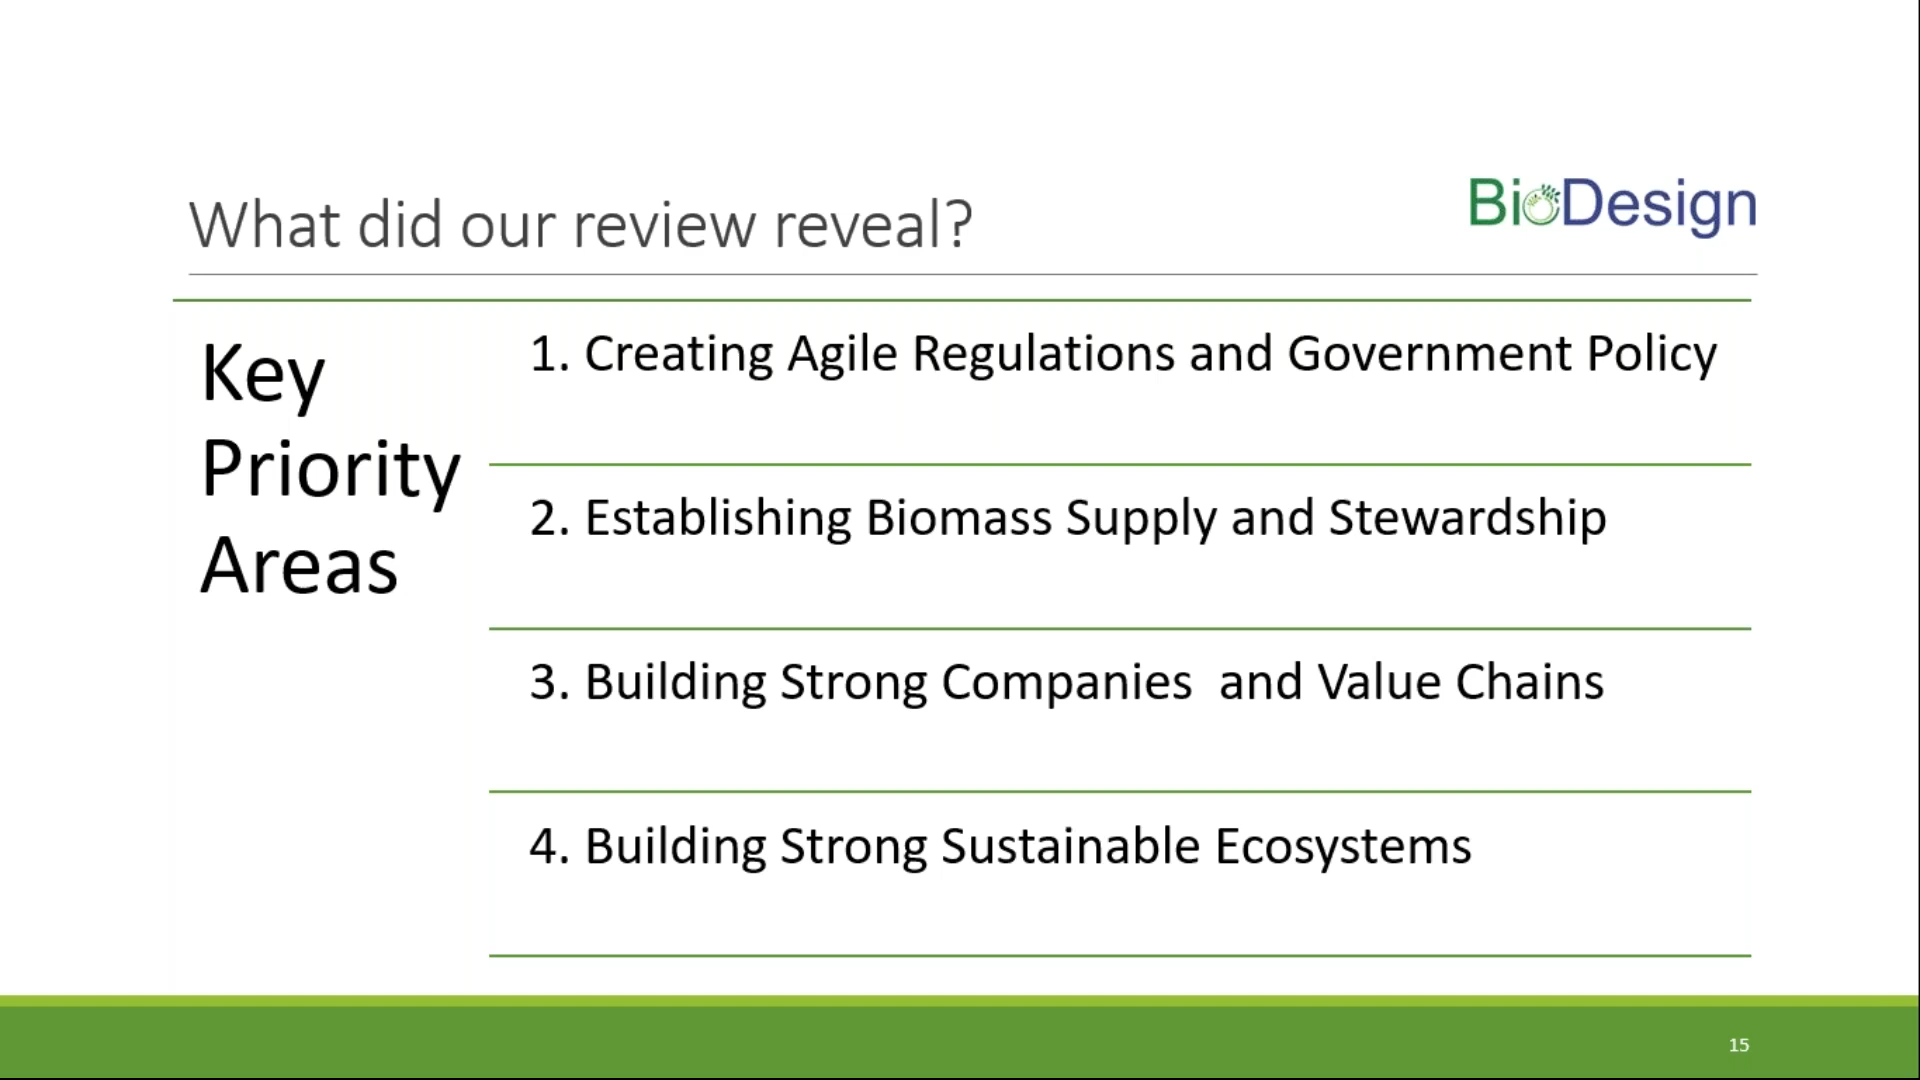 What did our review reveal?
BioDesign
Key
Priority
Areas
1. Creating Agile Regulations and Government Policy
2. Establishing Biomass Supply and Stewardship
3. Building Strong Companies  and Value Chains
4. Building Strong Sustainable Ecosystems
15